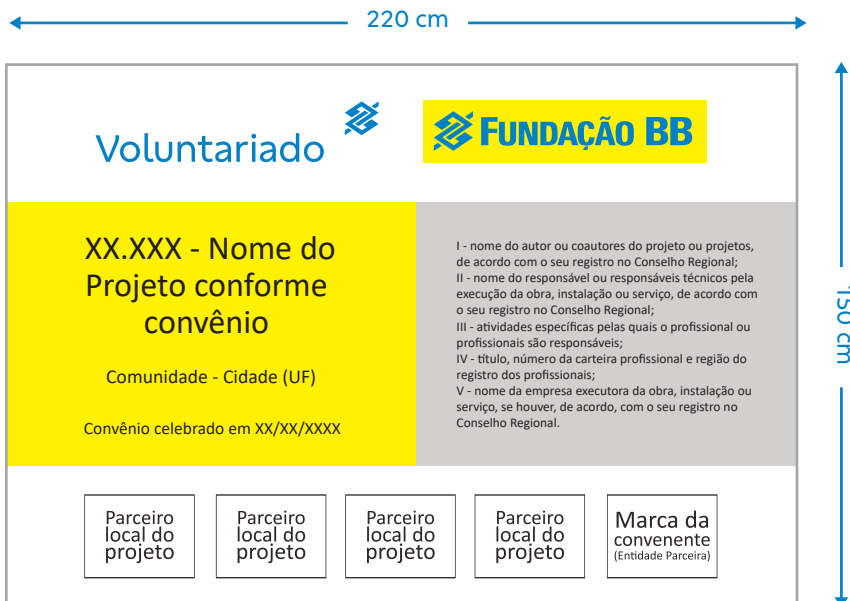 220 cm
Voluntariado
FUNDAÇÃO BB
XX.XXX - Nome do
Projeto conforme
convênio
Comunidade - Cidade (UF)
Convênio celebrado em XX/XX/XXXX
I - nome do autor ou coautores do projeto ou projetos,
de acordo com o seu registro no Conselho Regional;
II - nome do responsável ou responsáveis técnicos pela
execução da obra, instalação ou serviço, de acordo com
o seu registro no Conselho Regional;
III - atividades específicas pelas quais o profissional ou
profissionais são responsáveis;
IV - título, número da carteira profissional e região do
registro dos profissionais;
V - nome da empresa executora da obra, instalação ou
serviço, se houver, de acordo, com o seu registro no
Conselho Regional.
150 cm
Parceiro
local do
projeto
Parceiro
local do
projeto
Parceiro
local do
projeto
Parceiro
local do
projeto
Marca da
convenente
(Entidade Parceira)